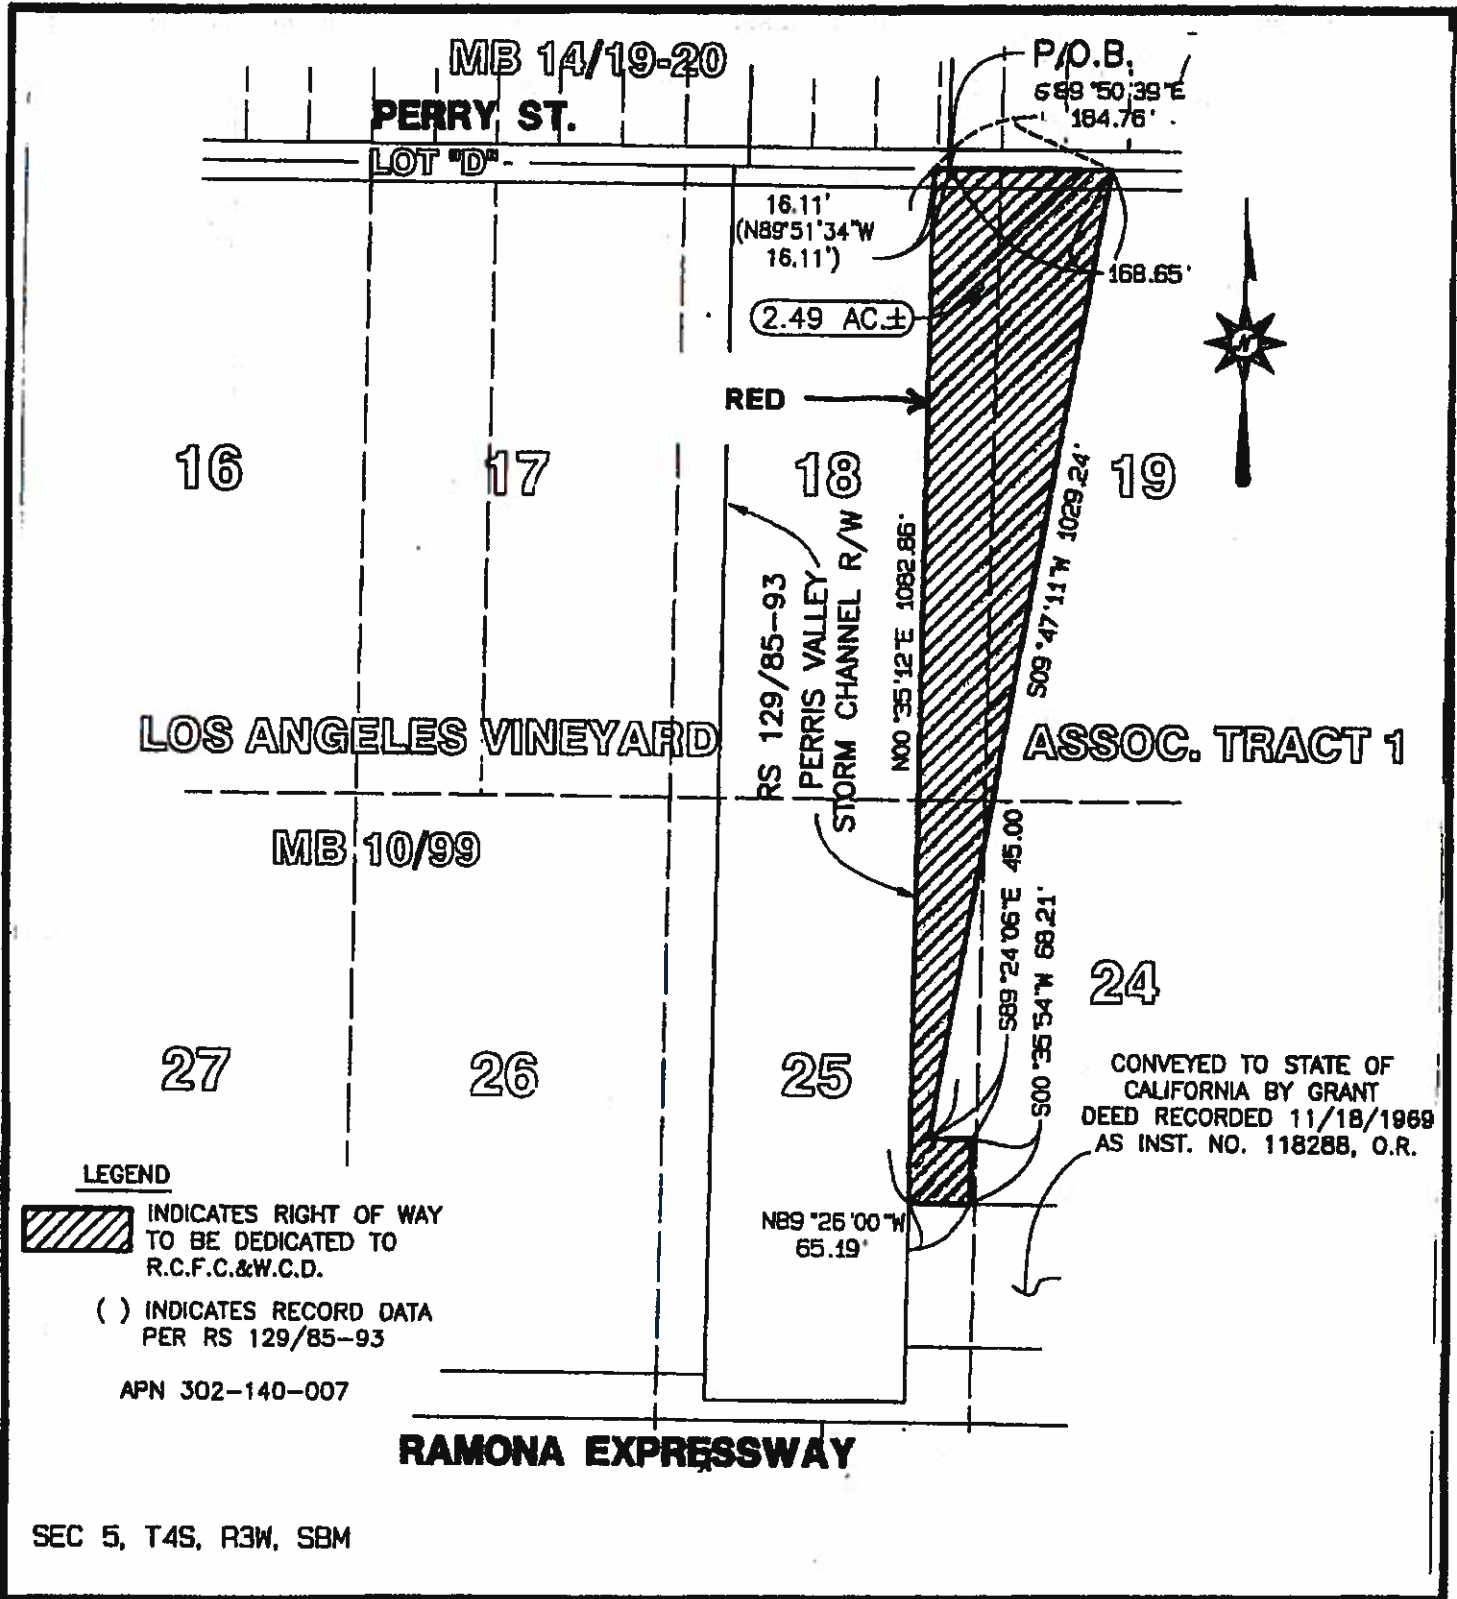 MB 14/19-20
P.O.B.
S89°50'39"E
184.76'
PERRY ST.
LOT "D"
16.11'
(N89°51'34"W
16.11')
168.65'
2.49 AC.±
RED
N
16
17
18
19
RS 129/85-93
PERRIS VALLEY
STORM CHANNEL R/W
N00°35'12"E 1082.86'
S09°47'11"W 1029.24'
LOS ANGELES VINEYARD
ASSOC. TRACT 1
MB 10/99
S89°24'06"E 45.00
S00°35'54"W 68.21'
24
27
26
25
CONVEYED TO STATE OF
CALIFORNIA BY GRANT
DEED RECORDED 11/18/1969
AS INST. NO. 118288, O.R.
LEGEND
INDICATES RIGHT OF WAY
TO BE DEDICATED TO
R.C.F.C.&W.C.D.
N89°26'00"W
65.19'
( ) INDICATES RECORD DATA
PER RS 129/85-93
APN 302-140-007
RAMONA EXPRESSWAY
SEC 5, T4S, R3W, SBM